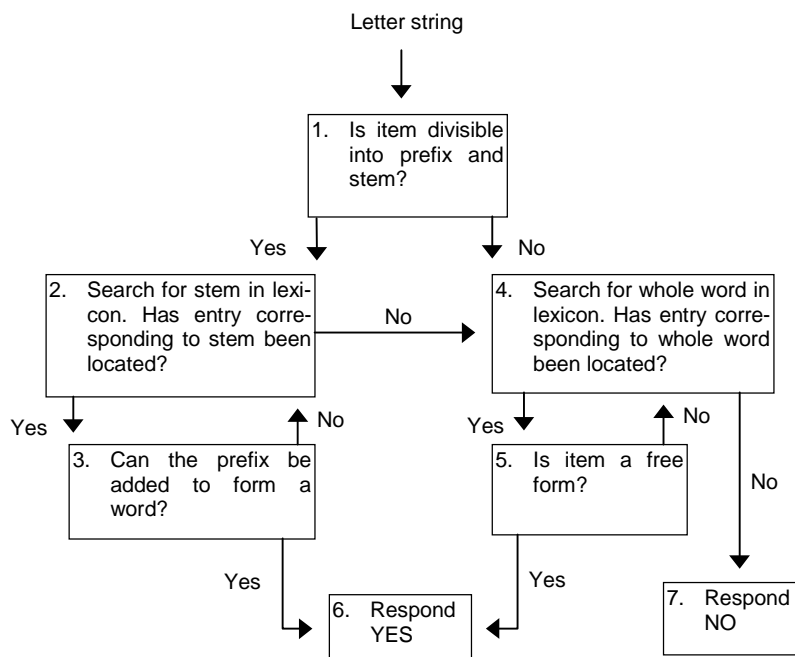 Letter string
1. Is item divisible
into prefix and
stem?
Yes
No
2. Search for stem in lexi-
con. Has entry corre-
sponding to stem been
located?
No
4. Search for whole word in
lexicon. Has entry corre-
sponding to whole word
been located?
Yes
No
Yes
No
3. Can the prefix be
added to form a
word?
5. Is item a free
form?
No
Yes
Yes
6. Respond
YES
7. Respond
NO